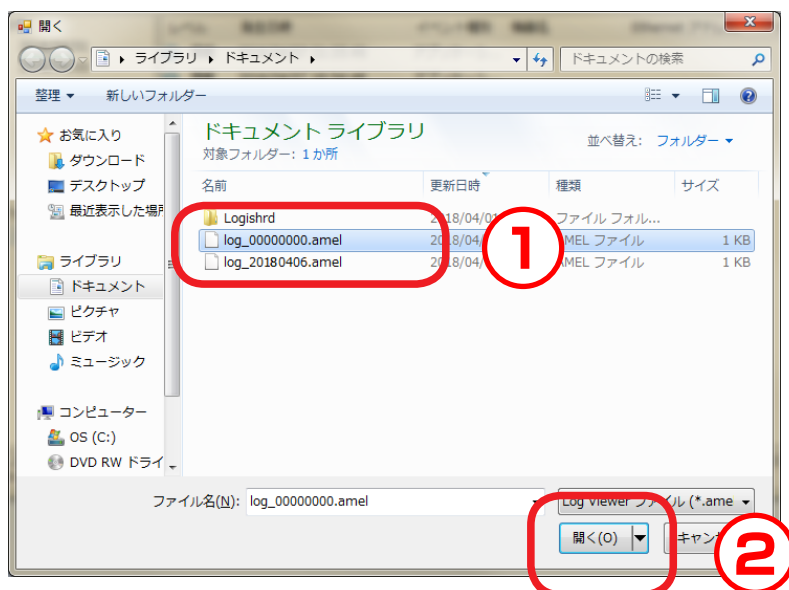 開く
ライブラリ ▸ ドキュメント ▸
ドキュメントの検索
整理
新しいフォルダー
お気に入り
ダウンロード
デスクトップ
最近表示した場所
ライブラリ
ドキュメント
ピクチャ
ビデオ
ミュージック
コンピューター
OS (C:)
DVD RW ドライ
ドキュメント ライブラリ
対象フォルダー: 1 か所
並べ替え: フォルダー
名前 更新日時 種類 サイズ
Logishrd 2018/04/01 ファイル フォル...
log_00000000.amel 2018/04/ AMEL ファイル 1 KB
log_20180406.amel 2018/04/ AMEL ファイル 1 KB
1
ファイル名(N): log_00000000.amel
Log Viewer ファイル (*.ame
開く(O)
キャン
2